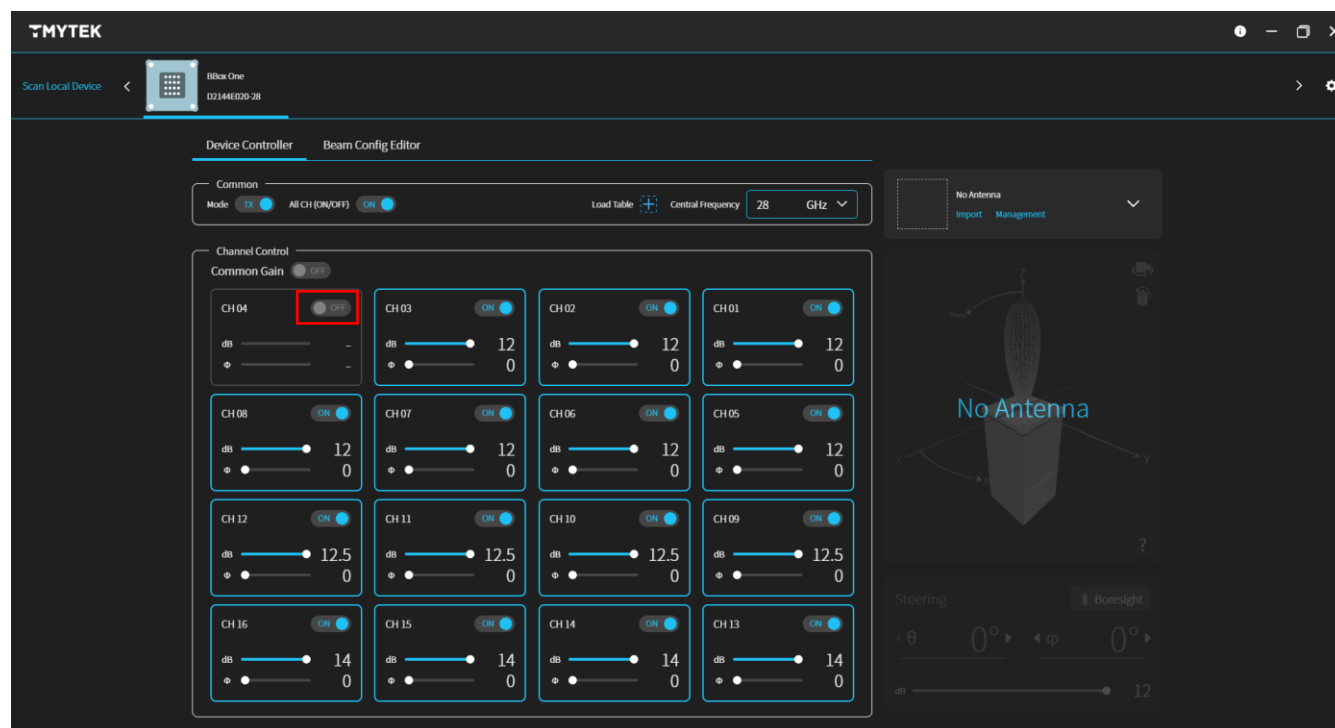 TMYTEK
Scan Local Device
BBox One
D2144E020-28
Device Controller Beam Config Editor
Common
Mode TX All CH (ON/OFF) ON Load Table Central Frequency 28 GHz
No Antenna
Import Management
Channel Control
Common Gain OFF
CH 04 OFF CH 03 ON CH 02 ON CH 01 ON
dB - dB 12 dB 12 dB 12
Φ - Φ 0 Φ 0 Φ 0
CH 08 ON CH 07 ON CH 06 ON CH 05 ON
dB 12 dB 12 dB 12 dB 12
Φ 0 Φ 0 Φ 0 Φ 0
CH 12 ON CH 11 ON CH 10 ON CH 09 ON
dB 12.5 dB 12.5 dB 12.5 dB 12.5
Φ 0 Φ 0 Φ 0 Φ 0
CH 16 ON CH 15 ON CH 14 ON CH 13 ON
dB 14 dB 14 dB 14 dB 14
Φ 0 Φ 0 Φ 0 Φ 0
Z
Theta
No Antenna
X Y
?
Steering Boresight
θ 0° φ 0°
dB 12